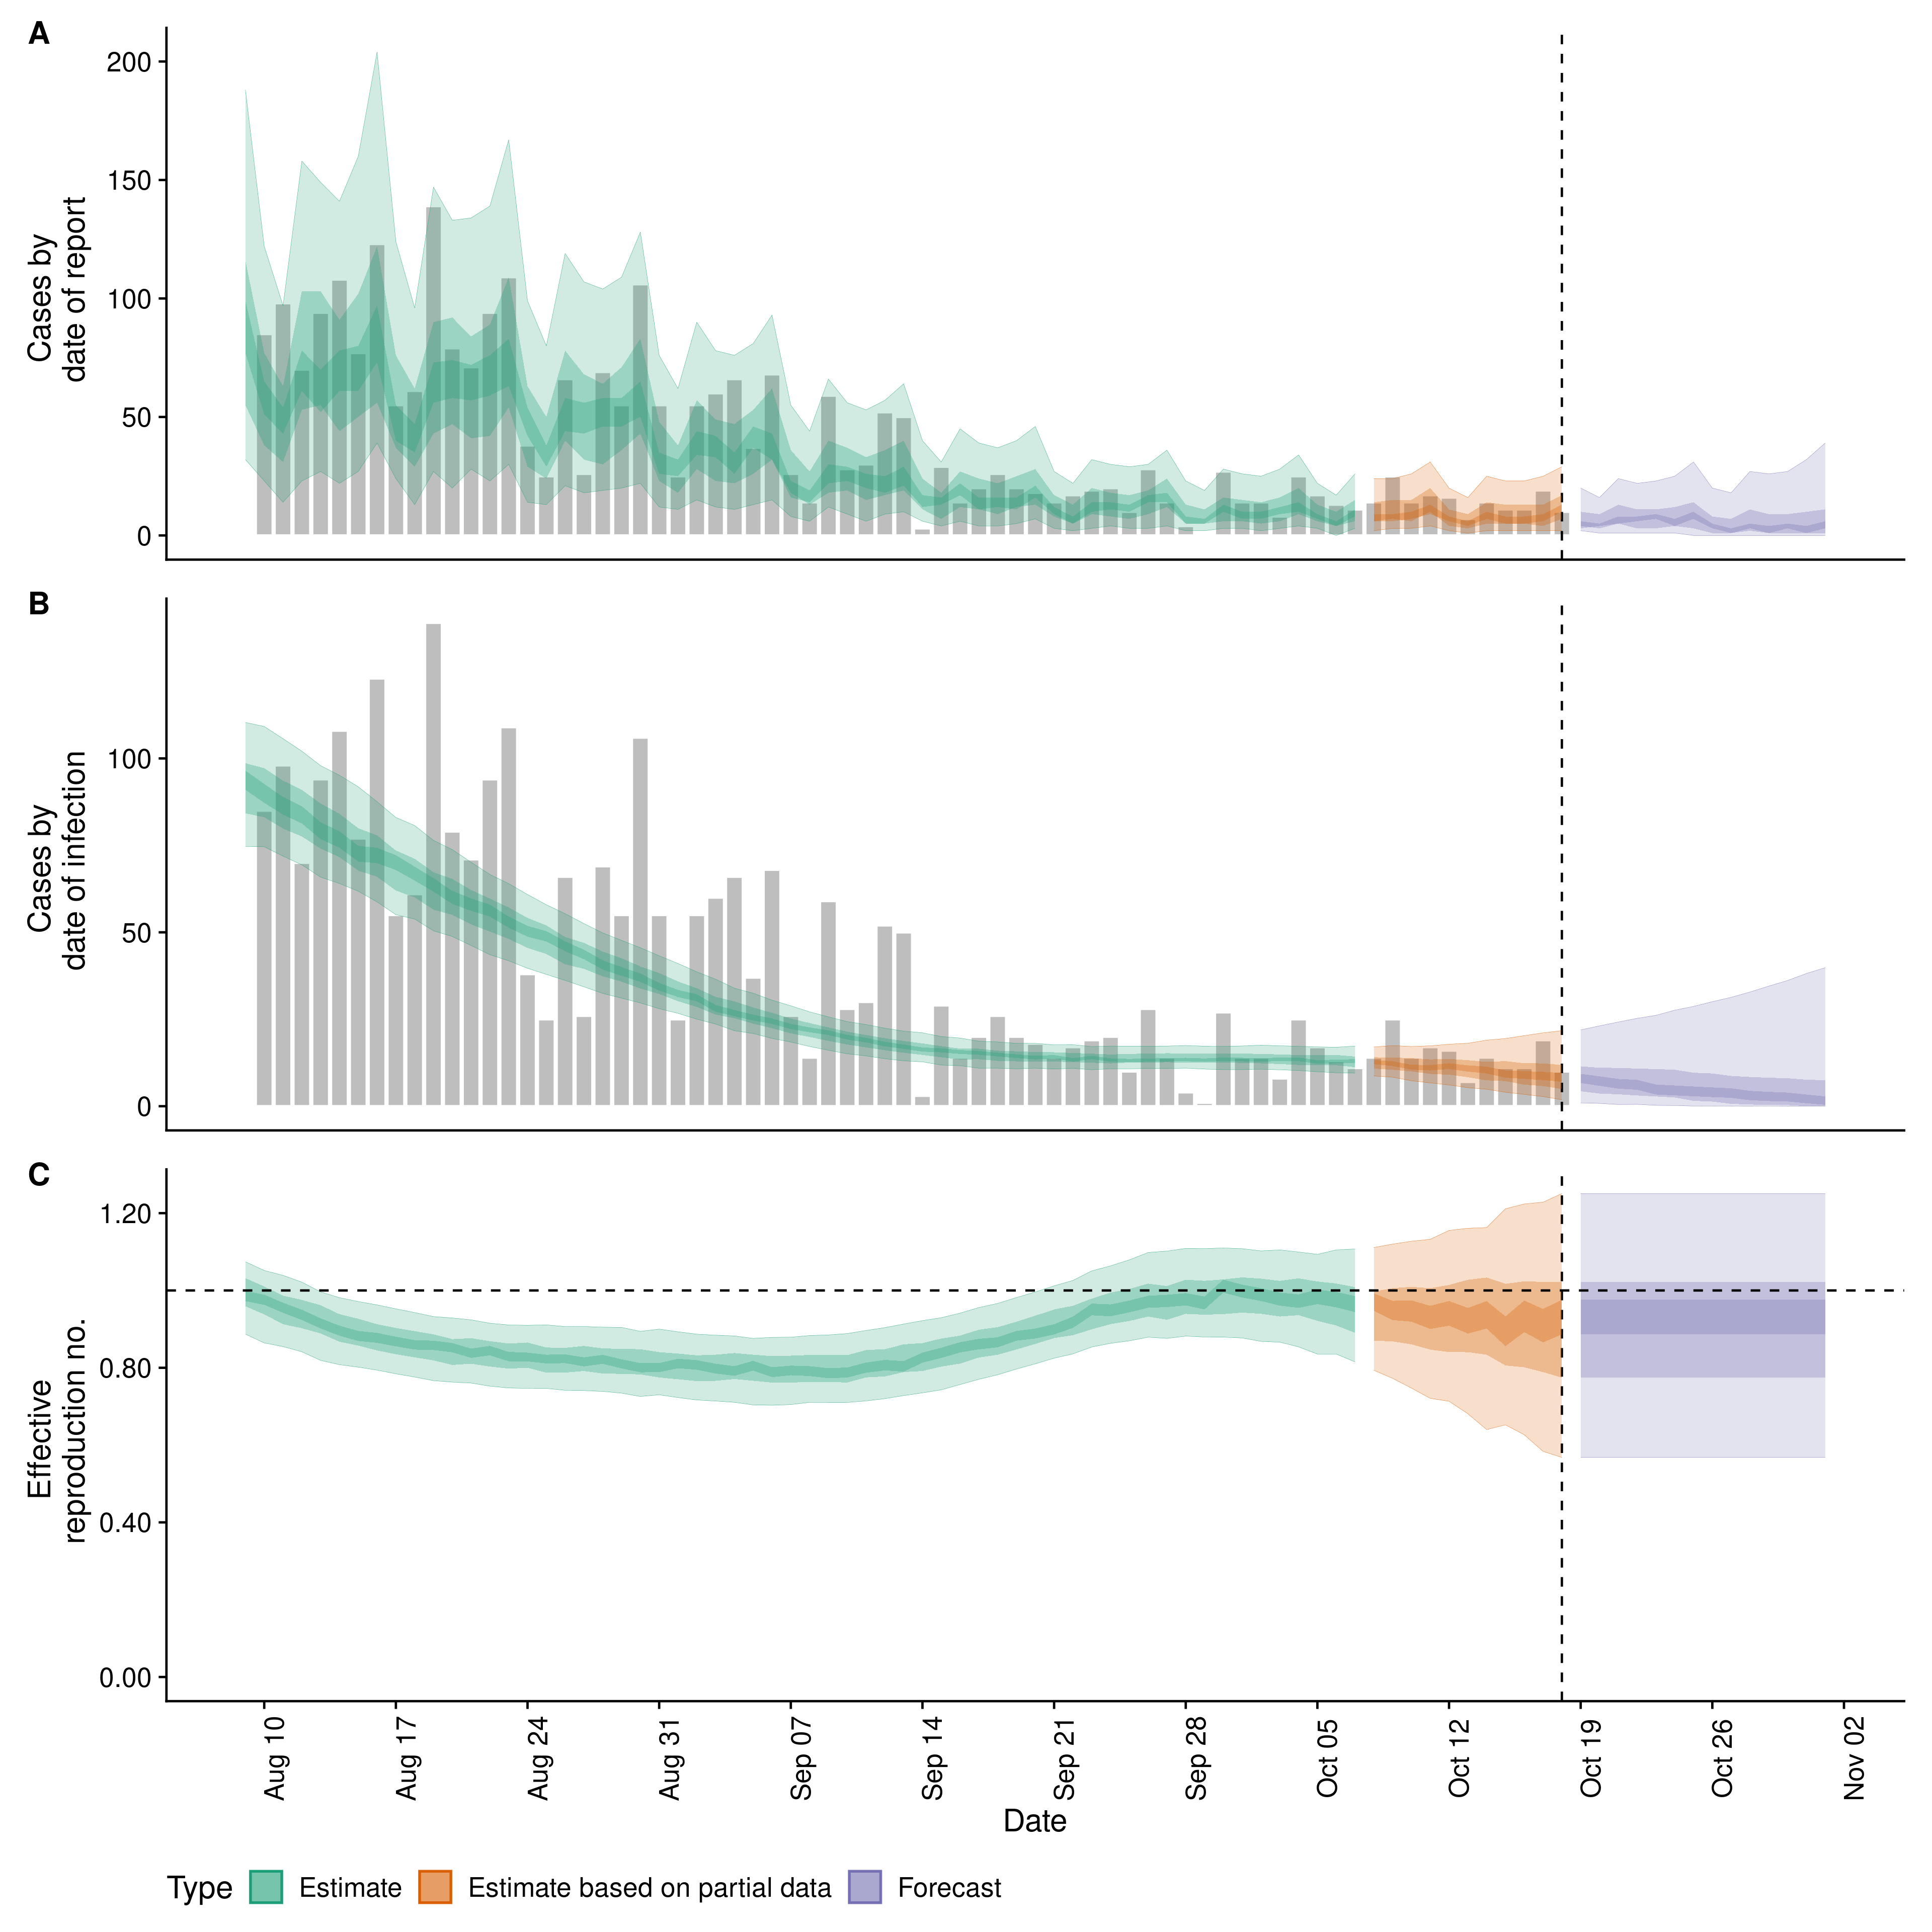 A
200
150
100
50
0
Cases by
date of report
B
100
50
0
Cases by
date of infection
C
1.20
0.80
0.40
0.00
Effective
reproduction no.
Aug 10
Aug 17
Aug 24
Aug 31
Sep 07
Sep 14
Sep 21
Sep 28
Oct 05
Oct 12
Oct 19
Oct 26
Nov 02
Date
Type Estimate Estimate based on partial data Forecast